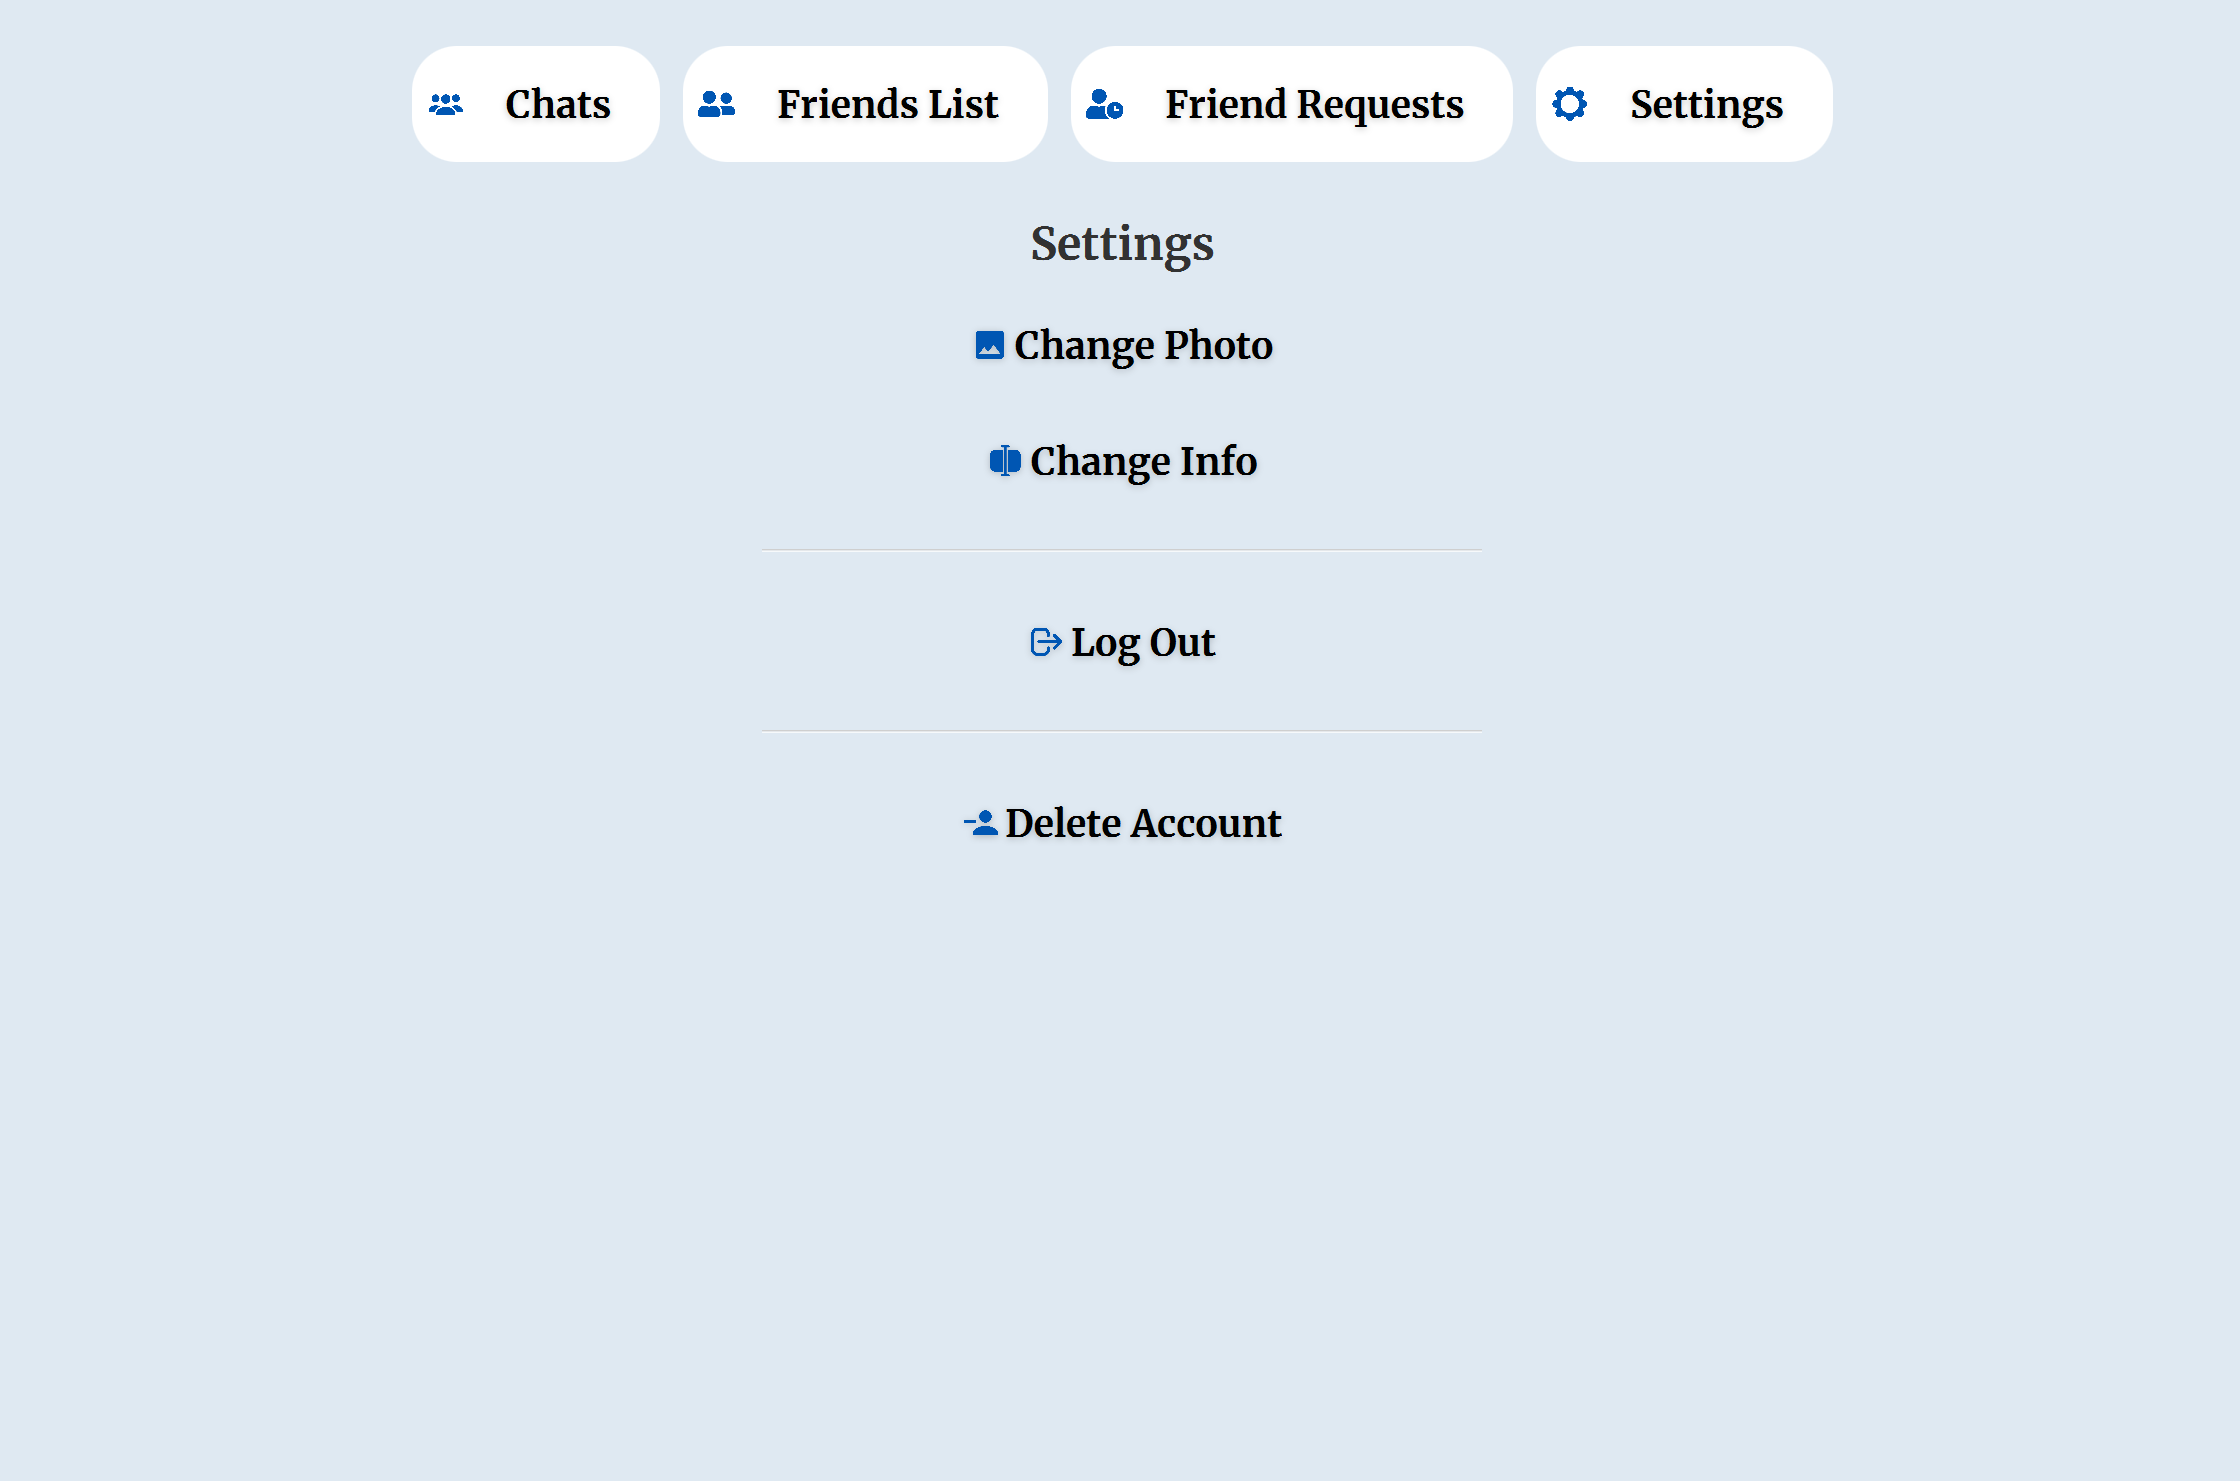 Chats Friends List Friend Requests Settings
Settings
Change Photo
Change Info
Log Out
Delete Account